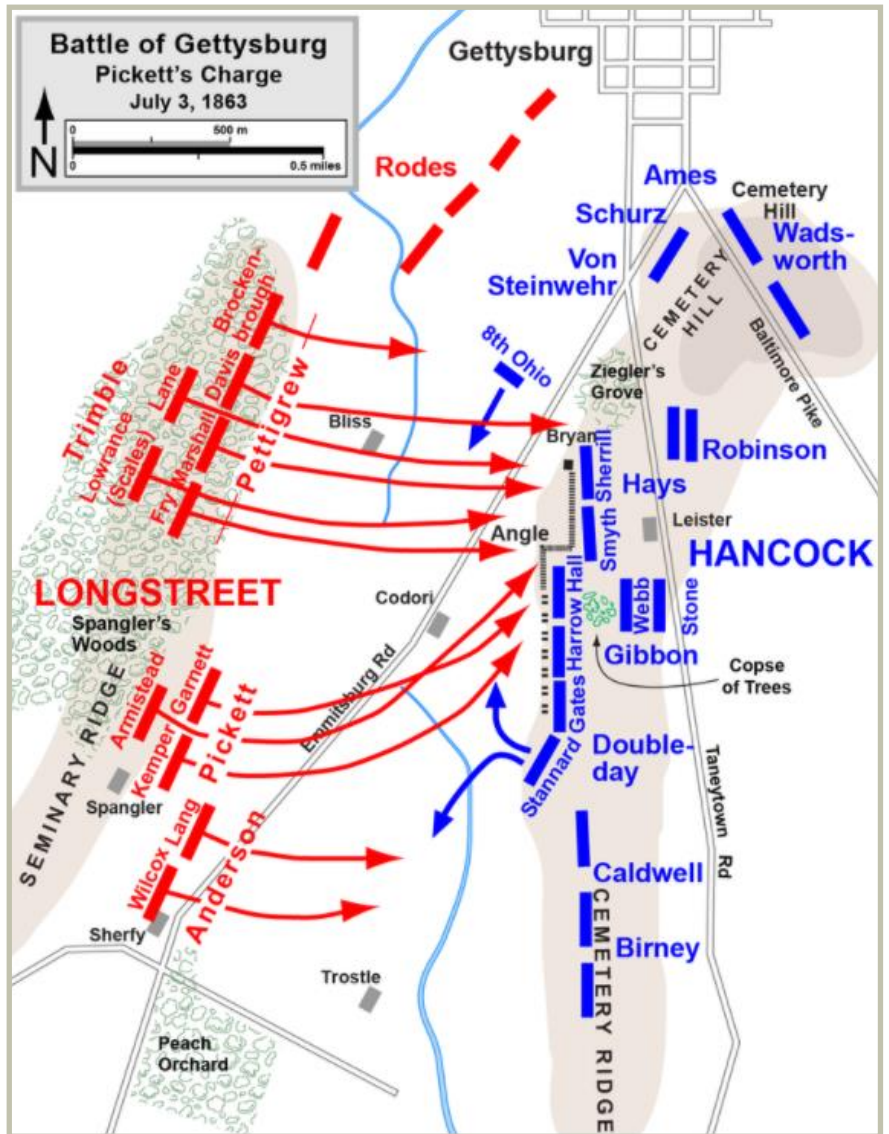 Battle of Gettysburg
Pickett's Charge
July 3, 1863
0 500 m
0 0.5 miles
N
Gettysburg
Rodes
Ames
Cemetery
Hill
Schurz
Wads-
worth
Von
Steinwehr
CEMETERY
HILL
Baltimore Pike
Brocken-
brough
Davis
Marshall
Fry
Pettigrew
Trimble
Lane
Lowrance
(Scales)
8th Ohio
Ziegler's
Grove
Bliss
Bryan
Sherrill
Smyth
Hays
Robinson
Leister
Angle
HANCOCK
LONGSTREET
Spangler's
Woods
Codori
Hall
Harrow
Gates
Stannard
Webb
Stone
Gibbon
Copse
of Trees
Double-
day
Emmitsburg Rd
Taneytown
Rd
Armistead
Garnett
Kemper
Pickett
SEMINARY RIDGE
Spangler
Wilcox
Lang
Anderson
Sherfy
Trostle
Peach
Orchard
Caldwell
Birney
CEMETERY RIDGE